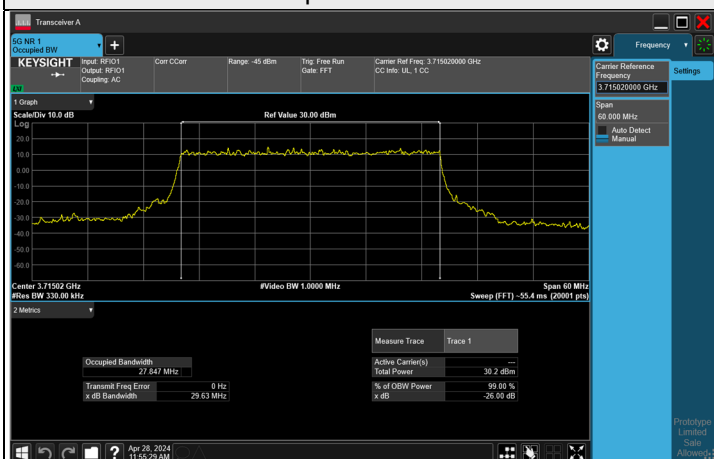 Transceiver A
5G NR 1
Occupied BW
Frequency
KEYSIGHT
Input: RFIO1
Output: RFIO1
Coupling: AC
Corr CCorr
Range: -45 dBm
Trig: Free Run
Gate: FFT
Carrier Ref Freq: 3.715020000 GHz
CC Info: UL, 1 CC
Carrier Reference
Frequency
3.715020000 GHz
Settings
Span
60.000 MHz
Auto Detect
Manual
1 Graph
Scale/Div 10.0 dB
Ref Value 30.00 dBm
Log
20.0
10.0
0.00
-10.0
-20.0
-30.0
-40.0
-50.0
-60.0
Center 3.71502 GHz
#Video BW 1.0000 MHz
Span 60 MHz
#Res BW 330.00 kHz
Sweep (FFT) ~55.4 ms (20001 pts)
2 Metrics
Measure Trace Trace 1
Occupied Bandwidth
27.847 MHz
Active Carrier(s) ---
Total Power 30.2 dBm
Transmit Freq Error 0 Hz
x dB Bandwidth 29.63 MHz
% of OBW Power 99.00 %
x dB -26.00 dB
Prototype
Limited
Sale
Allowed
? Apr 28, 2024
11:55:29 AM